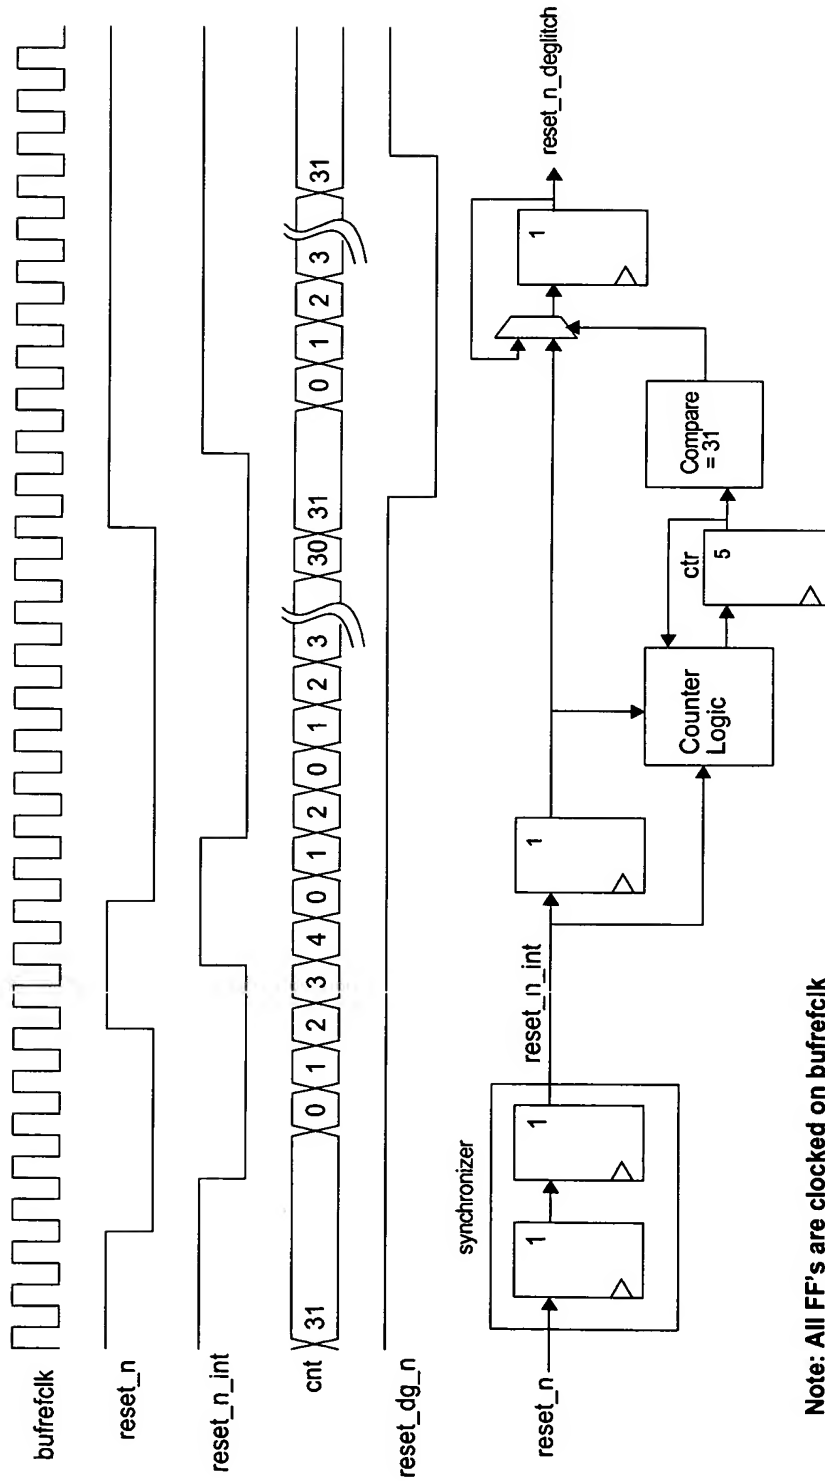 bufrefclk
reset_n
reset_n_int
cnt
31 0 1 2 3 4 0 1 2 0 1 2 3 30 31 0 1 2 3 31
reset_dg_n
synchronizer
reset_n
1
1
reset_n_int
1
Counter
Logic
ctr
5
Compare
= 31
1
reset_n_deglitch
Note: All FF's are clocked on bufrefclk